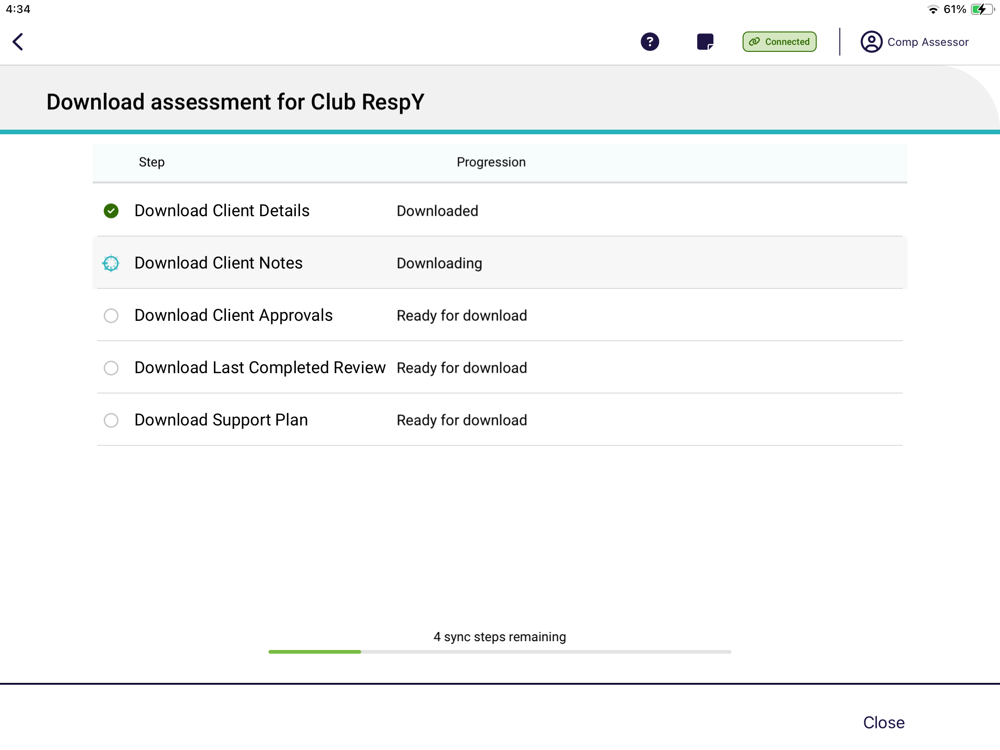 4:34
61%
?
Connected
Comp Assessor
Download assessment for Club RespY
Step Progression
Download Client Details Downloaded
Download Client Notes Downloading
Download Client Approvals Ready for download
Download Last Completed Review Ready for download
Download Support Plan Ready for download
4 sync steps remaining
Close